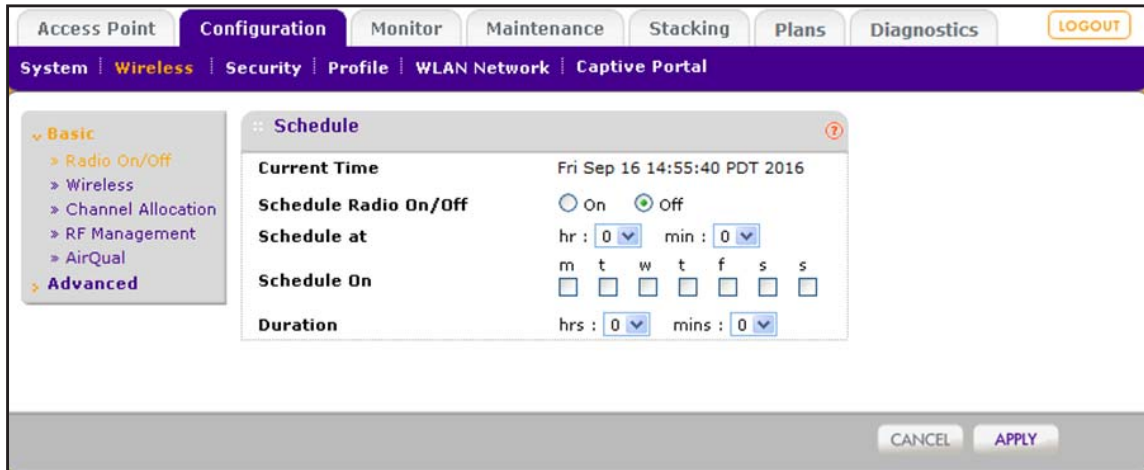 Access Point Configuration Monitor Maintenance Stacking Plans Diagnostics LOGOUT
System Wireless Security Profile WLAN Network Captive Portal
Basic
» Radio On/Off
» Wireless
» Channel Allocation
» RF Management
» AirQual
Advanced
Schedule ?
Current Time Fri Sep 16 14:55:40 PDT 2016
Schedule Radio On/Off On Off
Schedule at hr : 0 min : 0
m t w t f s s
Schedule On
Duration hrs : 0 mins : 0
CANCEL APPLY